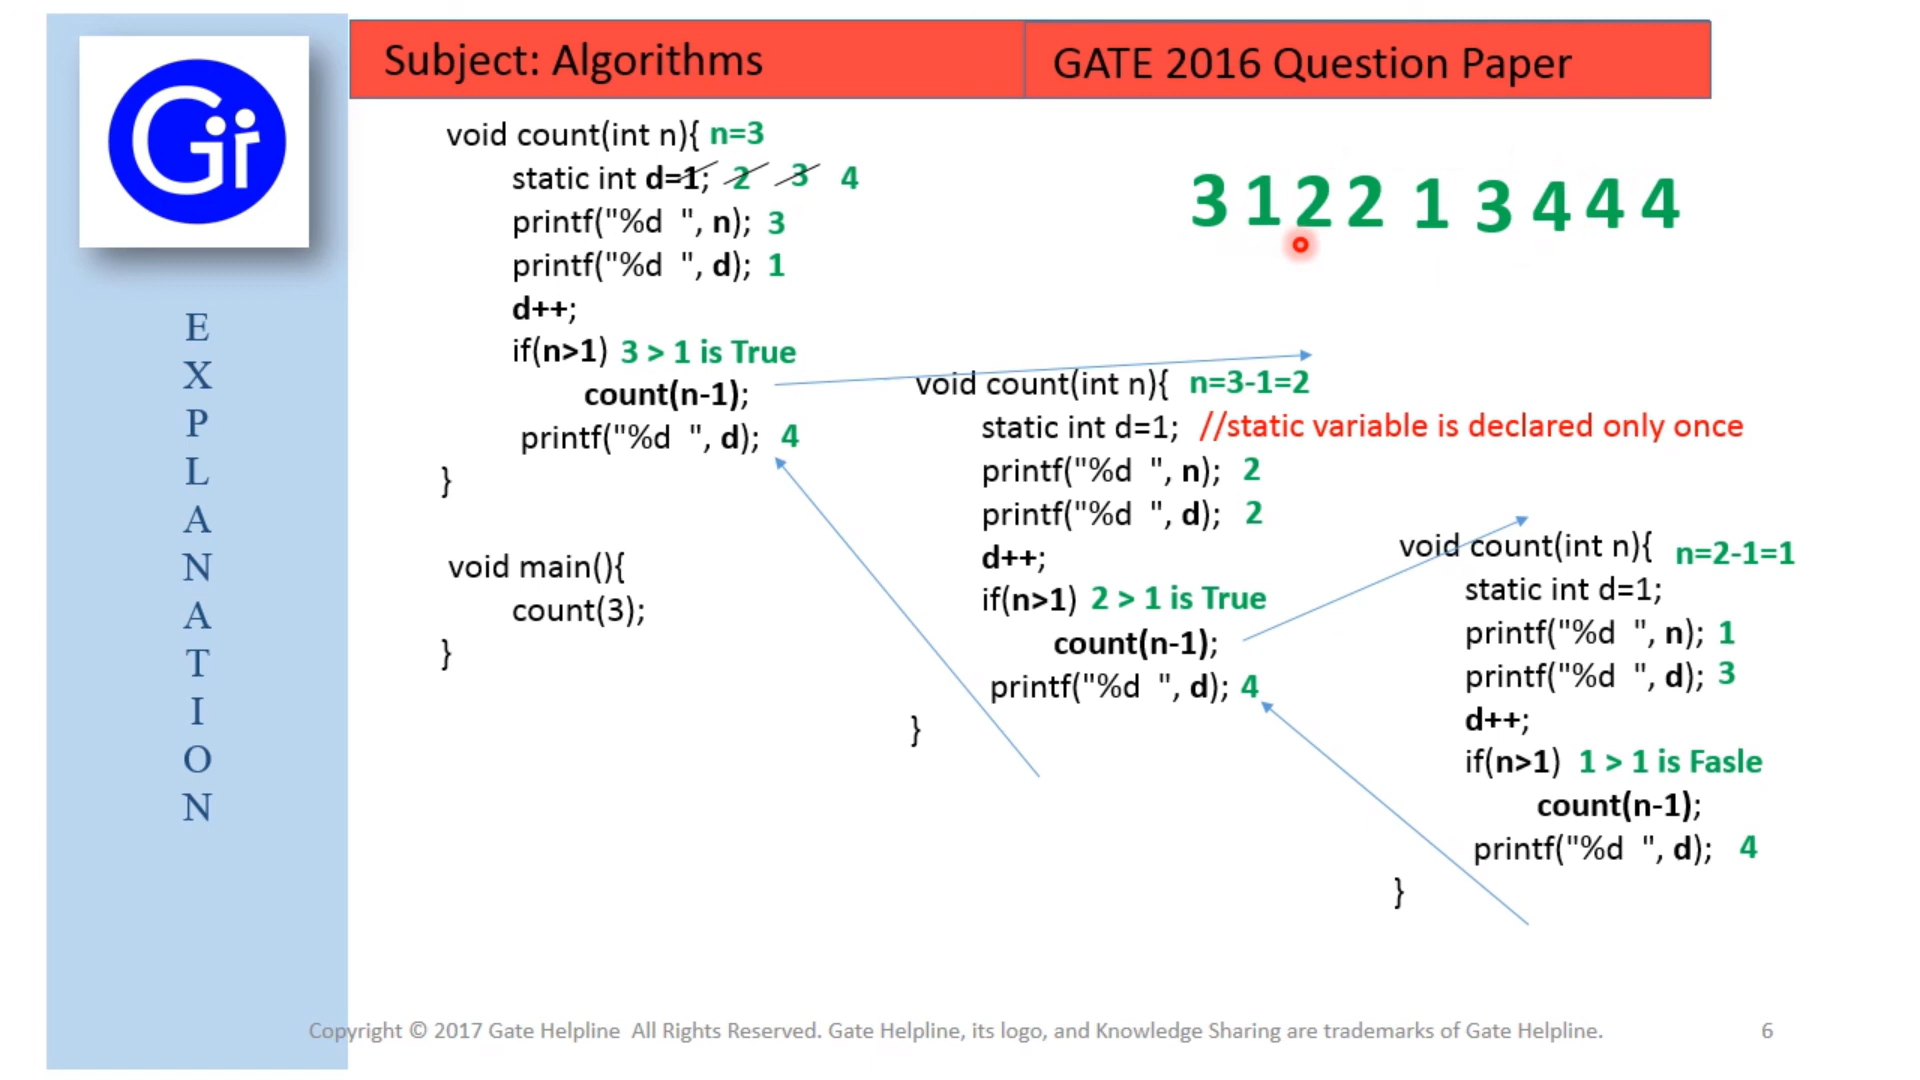 Gir
Subject: Algorithms
GATE 2016 Question Paper
E
X
P
L
A
N
A
T
I
O
N
void count(int n){ n=3
static int d=1; 2 3 4
printf("%d ", n); 3
printf("%d ", d); 1
d++;
if(n>1) 3 > 1 is True
count(n-1);
printf("%d ", d); 4
}
void main(){
count(3);
}
3 1 2 2 1 3 4 4 4
void count(int n){ n=3-1=2
static int d=1; //static variable is declared only once
printf("%d ", n); 2
printf("%d ", d); 2
d++;
if(n>1) 2 > 1 is True
count(n-1);
printf("%d ", d); 4
}
void count(int n){ n=2-1=1
static int d=1;
printf("%d ", n); 1
printf("%d ", d); 3
d++;
if(n>1) 1 > 1 is Fasle
count(n-1);
printf("%d ", d); 4
}
Copyright © 2017 Gate Helpline All Rights Reserved. Gate Helpline, its logo, and Knowledge Sharing are trademarks of Gate Helpline.
6